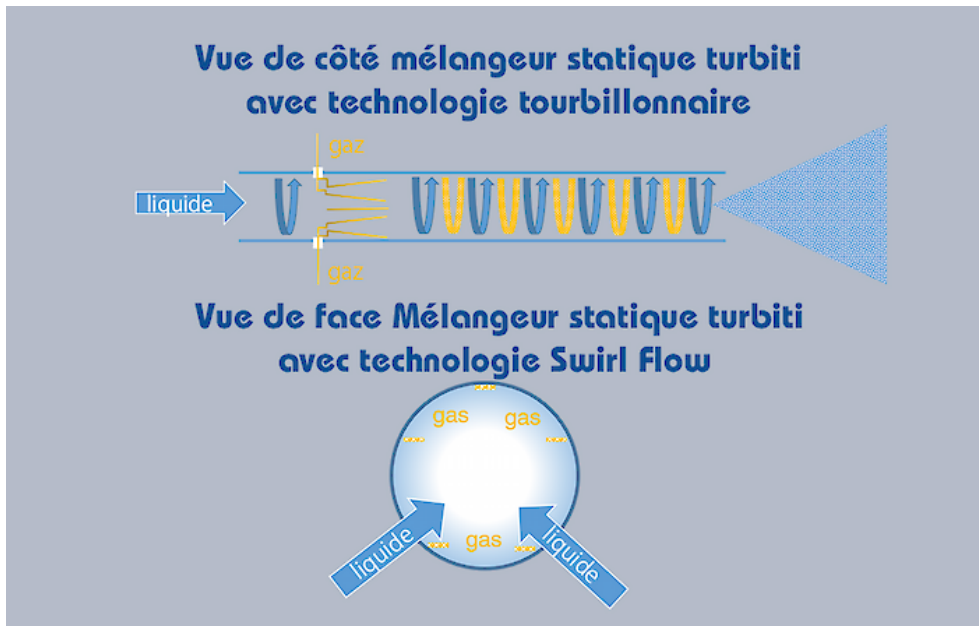 Vue de côté mélangeur statique turbiti
avec technologie tourbillonnaire
gaz
liquide
gaz
Vue de face Mélangeur statique turbiti
avec technologie Swirl Flow
gas
gas
gas
liquide
liquide